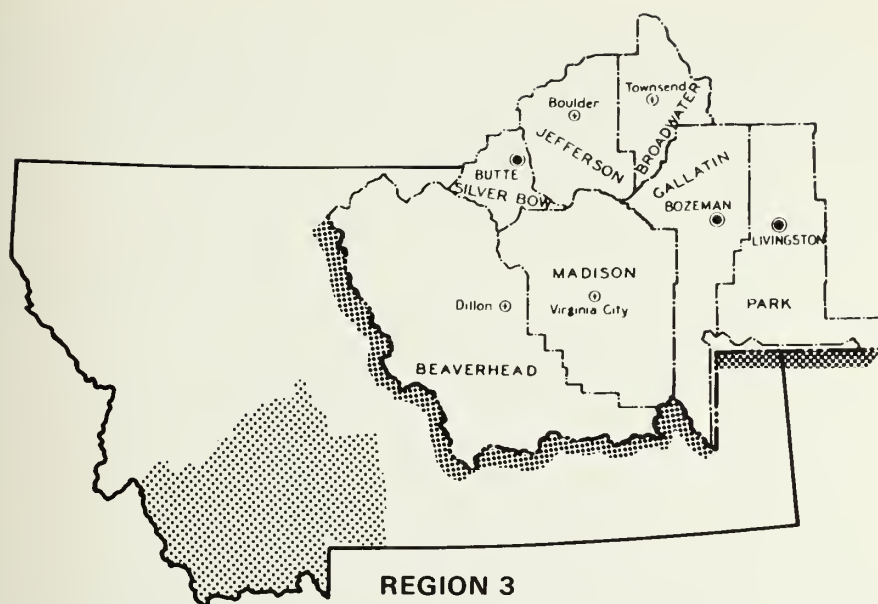 Townsend
Boulder
BROADWATER
JEFFERSON
BUTTE
SILVER BOW
GALLATIN
BOZEMAN
LIVINGSTON
MADISON
Dillon
Virginia City
PARK
BEAVERHEAD
REGION 3